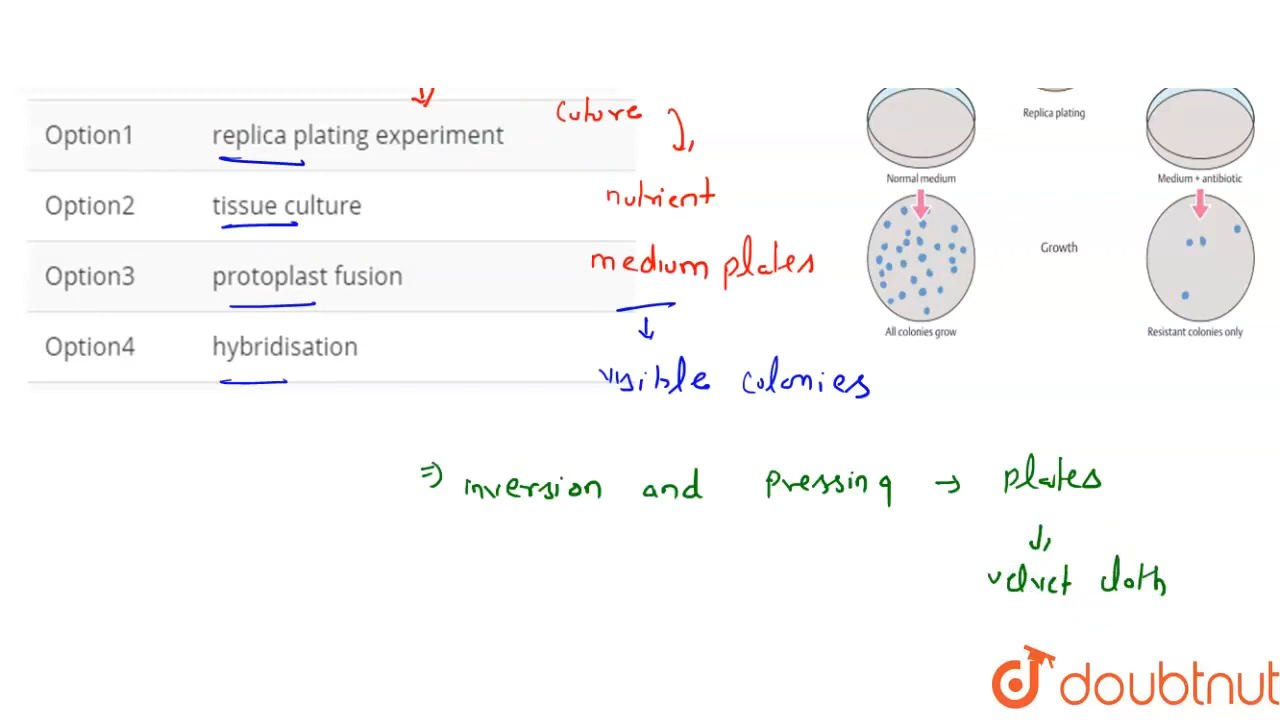 Option1 replica plating experiment
Option2 tissue culture
Option3 protoplast fusion
Option4 hybridisation
cuture
nutrient
medium plates
visible colonies
Replica plating
Normal medium
Medium + antibiotic
Growth
All colonies grow
Resistant colonies only
⇒ inversion and pressing → plates
velvet cloth
doubtnut